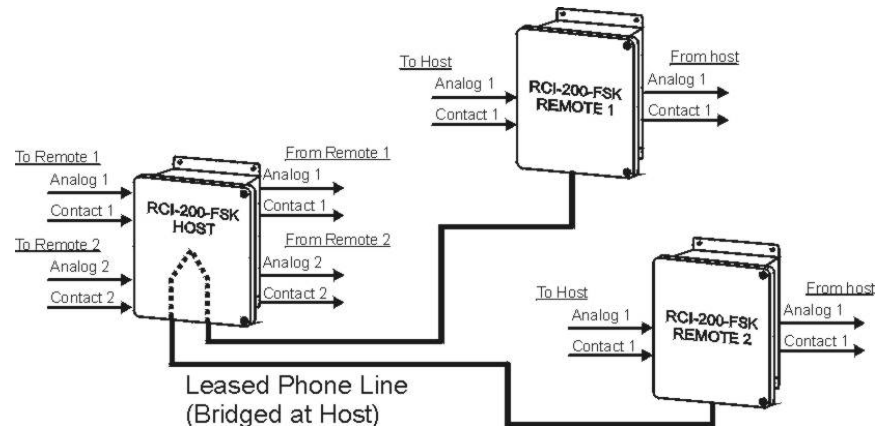 To Host
Analog 1
Contact 1
RCI-200-FSK
REMOTE 1
From host
Analog 1
Contact 1
To Remote 1
Analog 1
Contact 1
To Remote 2
Analog 2
Contact 2
RCI-200-FSK
HOST
From Remote 1
Analog 1
Contact 1
From Remote 2
Analog 2
Contact 2
To Host
Analog 1
Contact 1
RCI-200-FSK
REMOTE 2
From host
Analog 1
Contact 1
Leased Phone Line
(Bridged at Host)